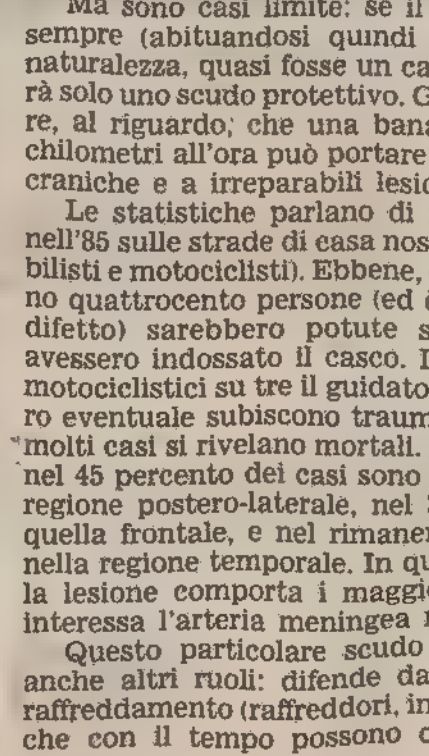 Ma sono casi limite: se il
sempre (abituandosi quindi
naturalezza, quasi fosse un ca
rà solo uno scudo protettivo. G
re, al riguardo, che una bana
chilometri all'ora può portare
craniche e a irreparabili lesio
Le statistiche parlano di
nell'85 sulle strade di casa nos
bilisti e motociclisti). Ebbene,
no quattrocento persone (ed è
difetto) sarebbero potute s
avessero indossato il casco. I
motociclistici su tre il guidato
ro eventuale subiscono traum
molti casi si rivelano mortali.
nel 45 percento dei casi sono
regione postero-laterale, nel
quella frontale, e nel rimaner
nella regione temporale. In qu
la lesione comporta i maggio
interessa l'arteria meningea
Questo particolare scudo
anche altri ruoli: difende da
raffreddamento (raffreddori, in
che con il tempo possono